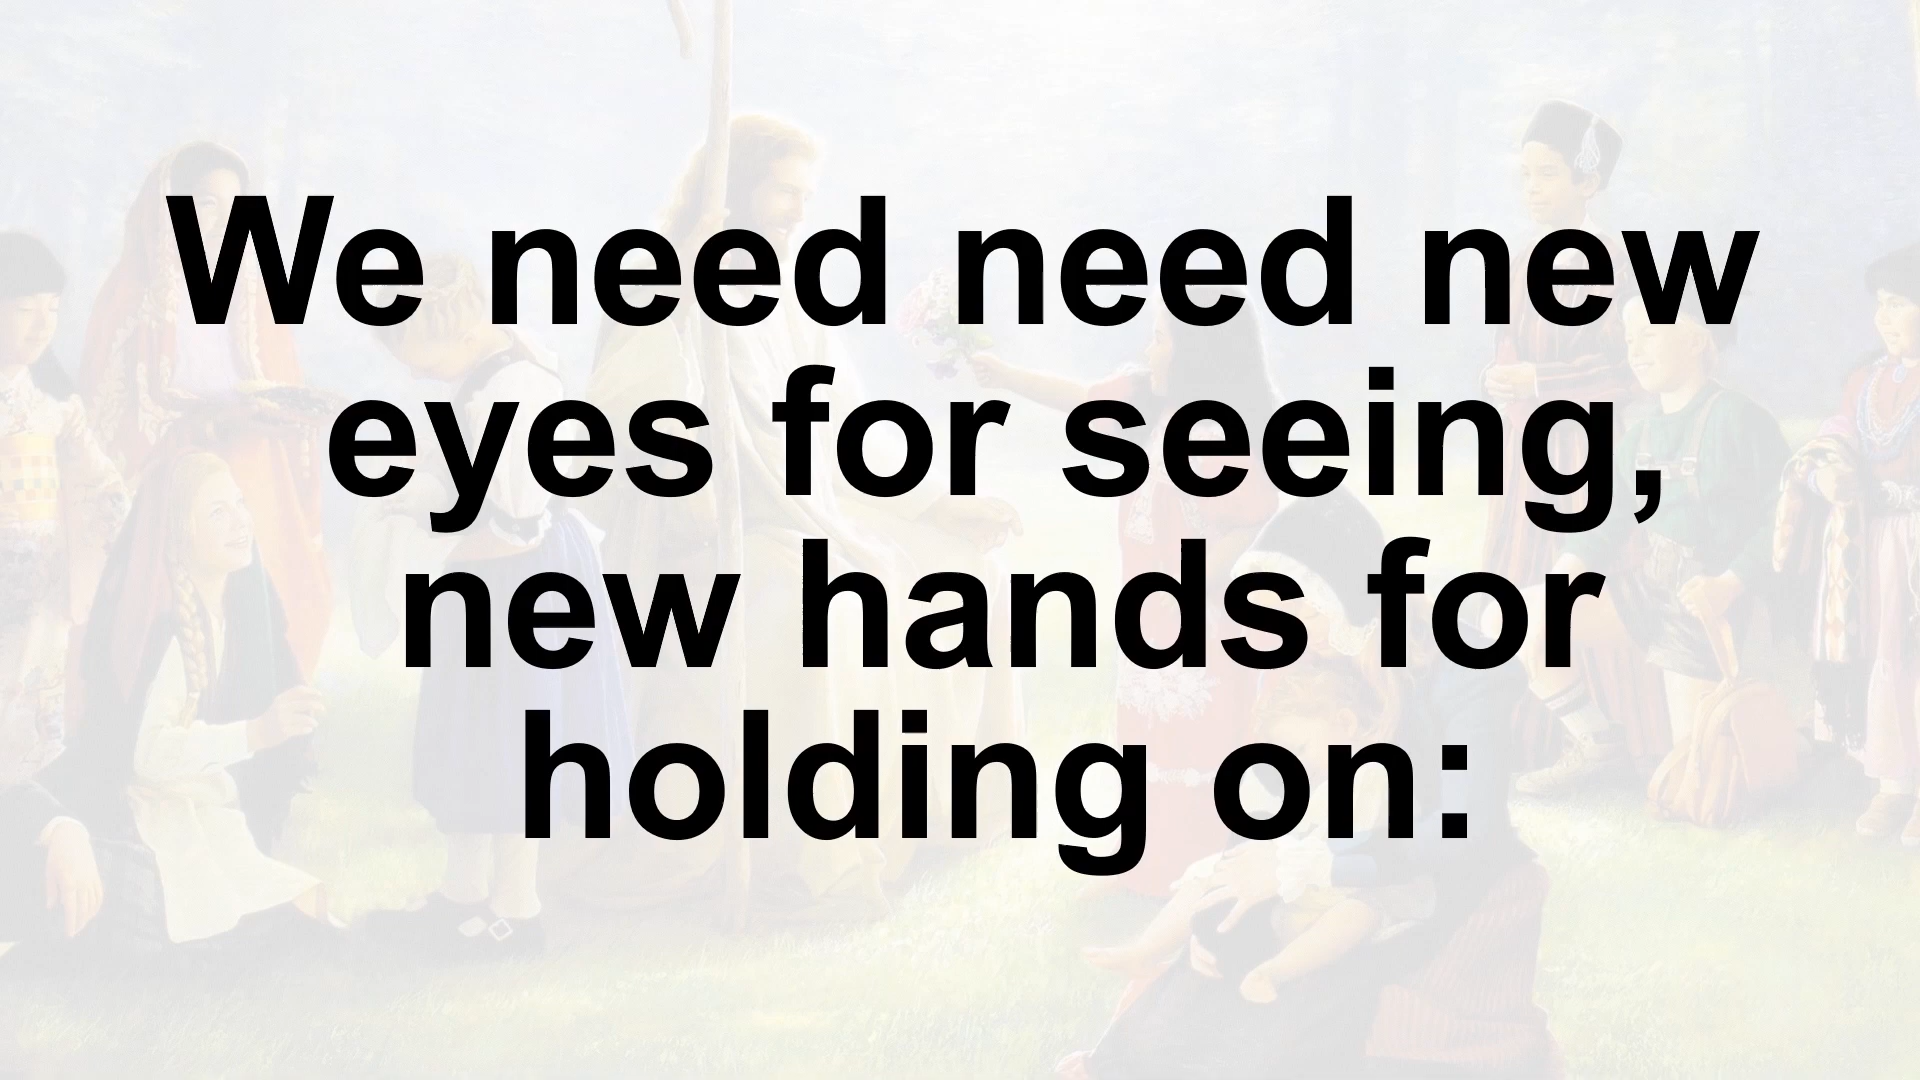 We need need new
eyes for seeing,
new hands for
holding on: